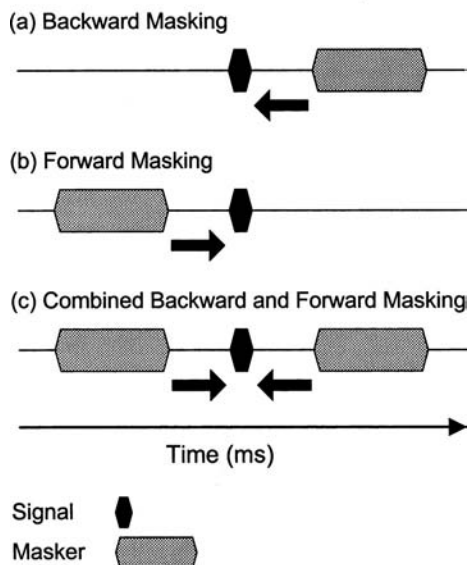 (a) Backward Masking
(b) Forward Masking
(c) Combined Backward and Forward Masking
Time (ms)
Signal
Masker